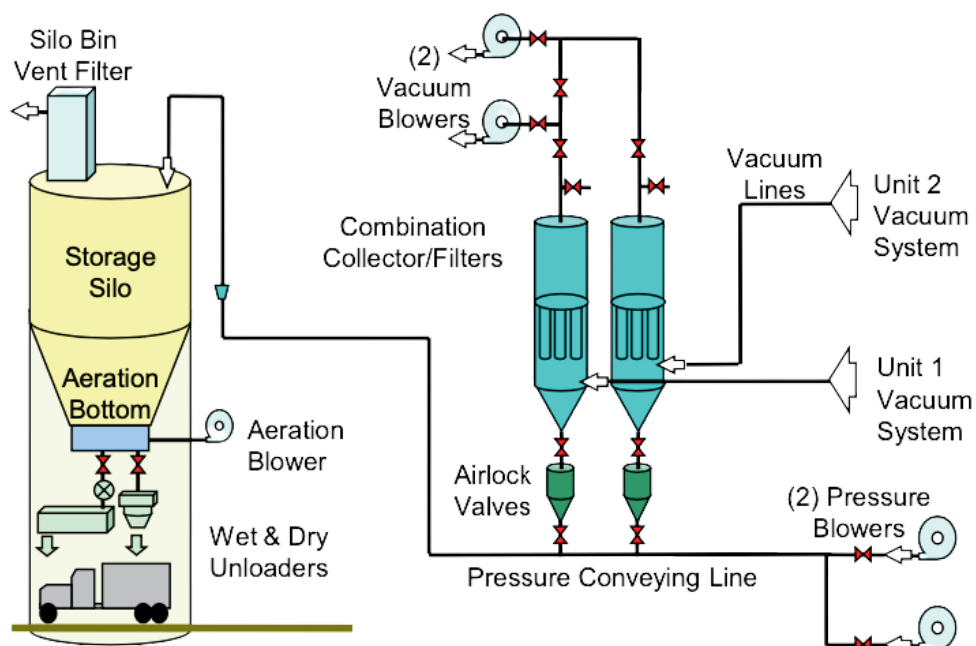 Silo Bin
Vent Filter
(2)
Vacuum
Blowers
Vacuum
Lines
Unit 2
Vacuum
System
Combination
Collector/Filters
Storage
Silo
Aeration
Bottom
Unit 1
Vacuum
System
Aeration
Blower
Airlock
Valves
(2) Pressure
Blowers
Wet & Dry
Unloaders
Pressure Conveying Line